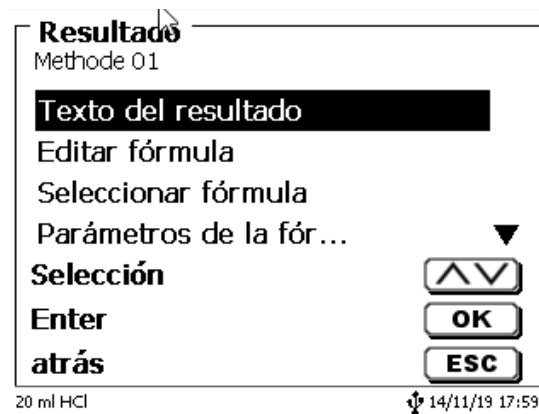 Resultado
Methode 01
Texto del resultado
Editar fórmula
Seleccionar fórmula
Parámetros de la fór...
Selección
Enter OK
atrás ESC
20 ml HCl 14/11/19 17:59